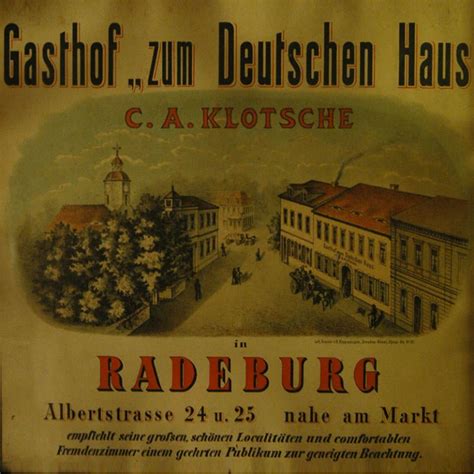 Gasthof „zum Deutschen Haus
C. A. KLOTSCHE
in
RADEBURG
Albertstrasse 24 u. 25 nahe am Markt
empfiehlt seine großen, schönen Localitäten und comfortablen
Fremdenzimmer einem geehrten Publikum zur geneigten Beachtung.